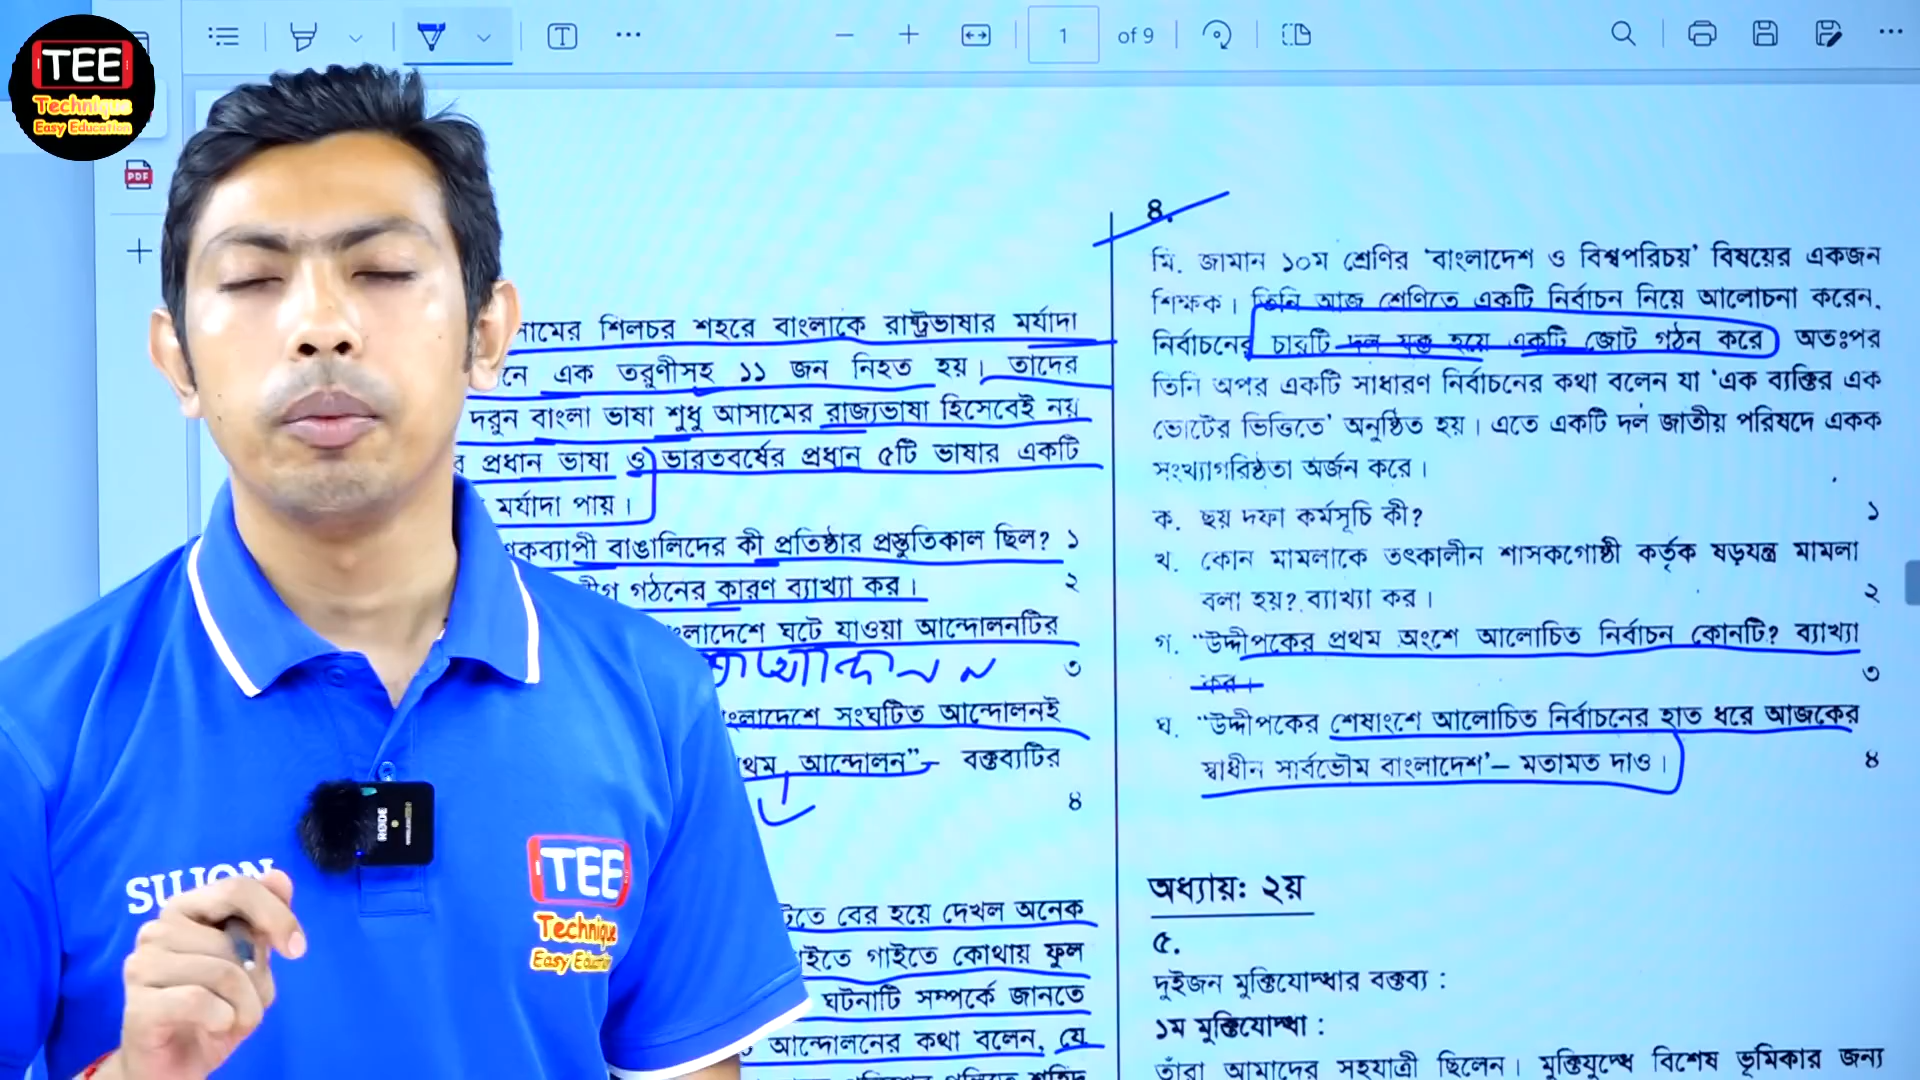 TEE
Technique
Easy Education
1 of 9
PDF
শিলচর শহরে বাংলাকে রাষ্ট্রভাষার মর্যাদা
এক তরুণীসহ ১১ জন নিহত হয়। তাদের
দরুন বাংলা ভাষা শুধু আসামের রাজ্যভাষা হিসেবেই নয়
প্রধান ভাষা ও ভারতবর্ষের প্রধান ৫টি ভাষার একটি
মর্যাদা পায়।
বাঙালিদের কী প্রতিষ্ঠার প্রস্তুতিকাল ছিল? ১
গঠনের কারণ ব্যাখ্যা কর। ২
ঘটে যাওয়া আন্দোলনটির
৩
সংঘটিত আন্দোলনই
আন্দোলন”– বক্তব্যটির
৪
বের হয়ে দেখল অনেক
গাইতে কোথায় ফুল
ঘটনাটি সম্পর্কে জানতে
আন্দোলনের কথা বলেন, যে
৪.
মি. জামান ১০ম শ্রেণির ‘বাংলাদেশ ও বিশ্বপরিচয়’ বিষয়ের একজন
শিক্ষক। তিনি আজ শ্রেণিতে একটি নির্বাচন নিয়ে আলোচনা করেন,
নির্বাচনের চারটি দল যুক্ত হয়ে একটি জোট গঠন করে অতঃপর
তিনি অপর একটি সাধারণ নির্বাচনের কথা বলেন যা ‘এক ব্যক্তির এক
ভোটের ভিত্তিতে’ অনুষ্ঠিত হয়। এতে একটি দল জাতীয় পরিষদে একক
সংখ্যাগরিষ্ঠতা অর্জন করে।
ক. ছয় দফা কর্মসূচি কী? ১
খ. কোন মামলাকে তৎকালীন শাসকগোষ্ঠী কর্তৃক ষড়যন্ত্র মামলা
বলা হয়? ব্যাখ্যা কর। ২
গ. “উদ্দীপকের প্রথম অংশে আলোচিত নির্বাচন কোনটি? ব্যাখ্যা
কর। ৩
ঘ. “উদ্দীপকের শেষাংশে আলোচিত নির্বাচনের হাত ধরে আজকের
স্বাধীন সার্বভৌম বাংলাদেশ’– মতামত দাও। ৪
অধ্যায়: ২য়
৫.
দুইজন মুক্তিযোদ্ধার বক্তব্য :
১ম মুক্তিযোদ্ধা :
তাঁরা আমাদের সহযাত্রী ছিলেন। মুক্তিযুদ্ধে বিশেষ ভূমিকার জন্য
RODE
SUJON
TEE
Technique
Easy